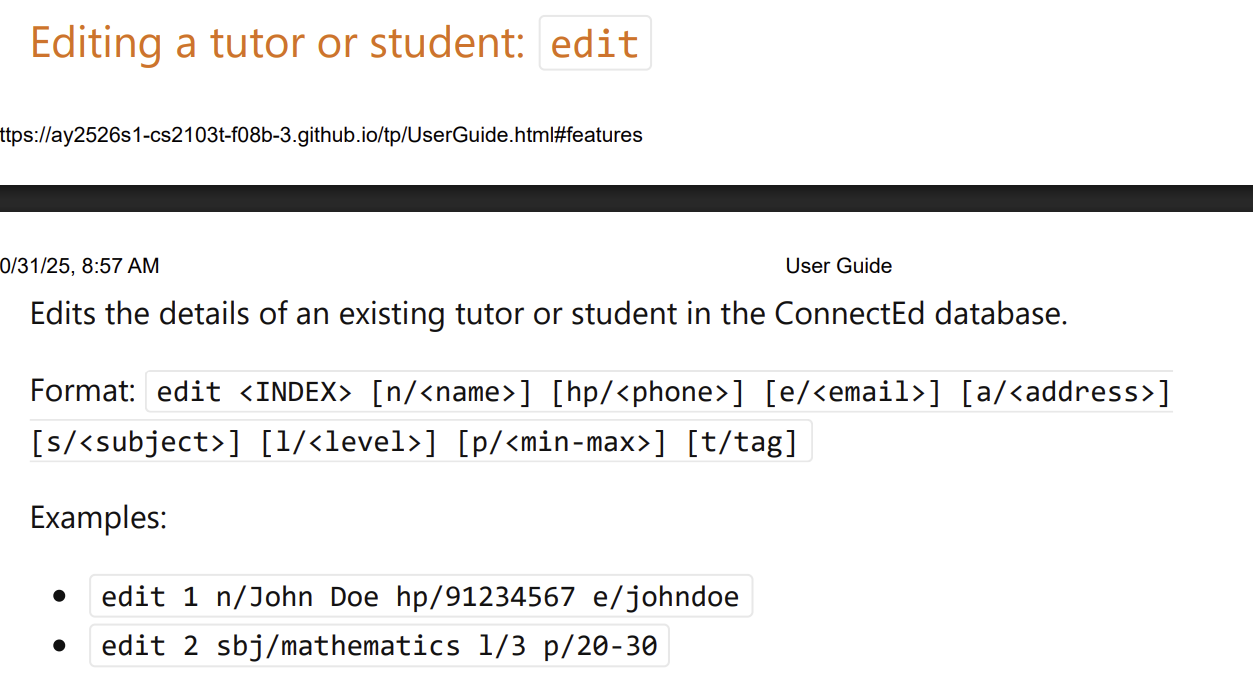 Editing a tutor or student: edit
ttps://ay2526s1-cs2103t-f08b-3.github.io/tp/UserGuide.html#features
0/31/25, 8:57 AM User Guide
Edits the details of an existing tutor or student in the ConnectEd database.
Format: edit <INDEX> [n/<name>] [hp/<phone>] [e/<email>] [a/<address>]
[s/<subject>] [l/<level>] [p/<min-max>] [t/tag]
Examples:
• edit 1 n/John Doe hp/91234567 e/johndoe
• edit 2 sbj/mathematics l/3 p/20-30